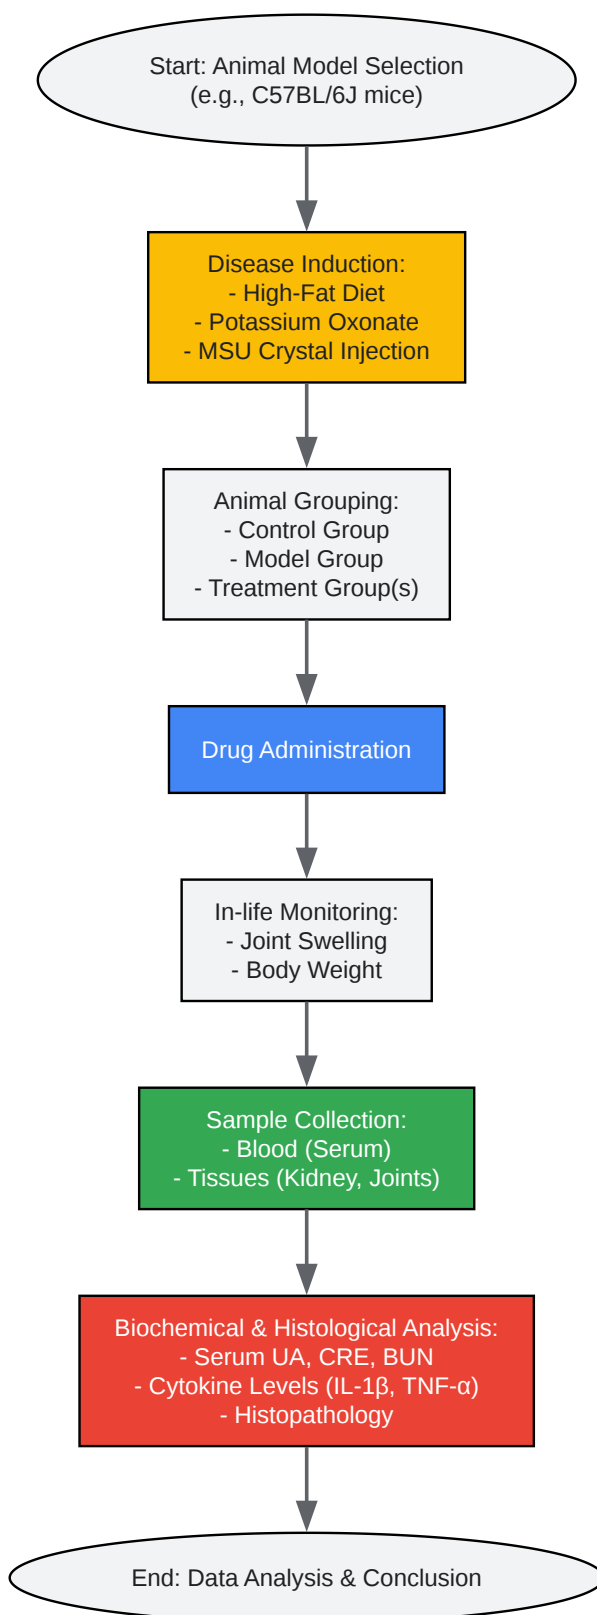 Start: Animal Model Selection
(e.g., C57BL/6J mice)
Disease Induction:
- High-Fat Diet
- Potassium Oxonate
- MSU Crystal Injection
Animal Grouping:
- Control Group
- Model Group
- Treatment Group(s)
Drug Administration
In-life Monitoring:
- Joint Swelling
- Body Weight
Sample Collection:
- Blood (Serum)
- Tissues (Kidney, Joints)
Biochemical & Histological Analysis:
- Serum UA, CRE, BUN
- Cytokine Levels (IL-1β, TNF-α)
- Histopathology
End: Data Analysis & Conclusion